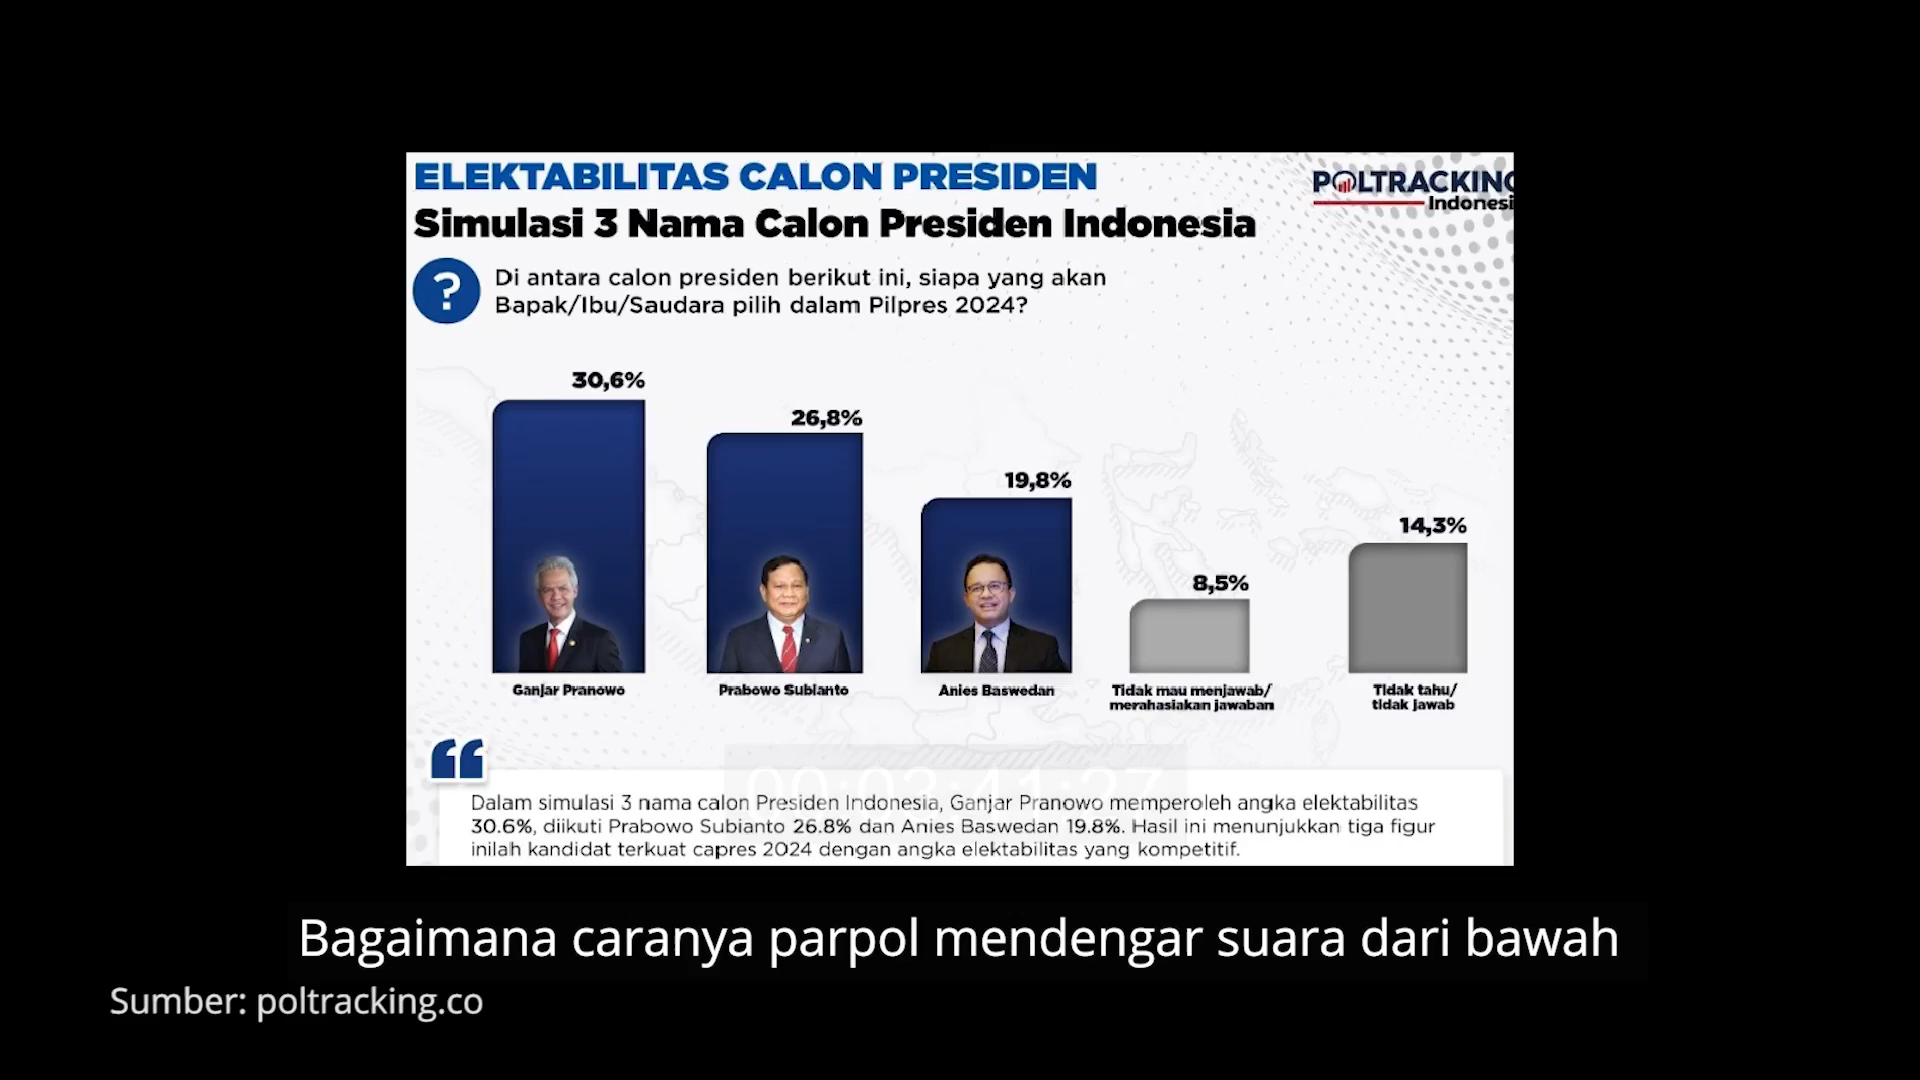 ELEKTABILITAS CALON PRESIDEN
Simulasi 3 Nama Calon Presiden Indonesia
POLTRACKING
Indonesi
?
Di antara calon presiden berikut ini, siapa yang akan
Bapak/Ibu/Saudara pilih dalam Pilpres 2024?
30,6%
26,8%
19,8%
8,5%
14,3%
Ganjar Pranowo
Prabowo Subianto
Anies Baswedan
Tidak mau menjawab/
merahasiakan jawaban
Tidak tahu/
tidak jawab
00:03:41:27
Dalam simulasi 3 nama calon Presiden Indonesia, Ganjar Pranowo memperoleh angka elektabilitas
30.6%, diikuti Prabowo Subianto 26.8% dan Anies Baswedan 19.8%. Hasil ini menunjukkan tiga figur
inilah kandidat terkuat capres 2024 dengan angka elektabilitas yang kompetitif.
Bagaimana caranya parpol mendengar suara dari bawah
Sumber: poltracking.co